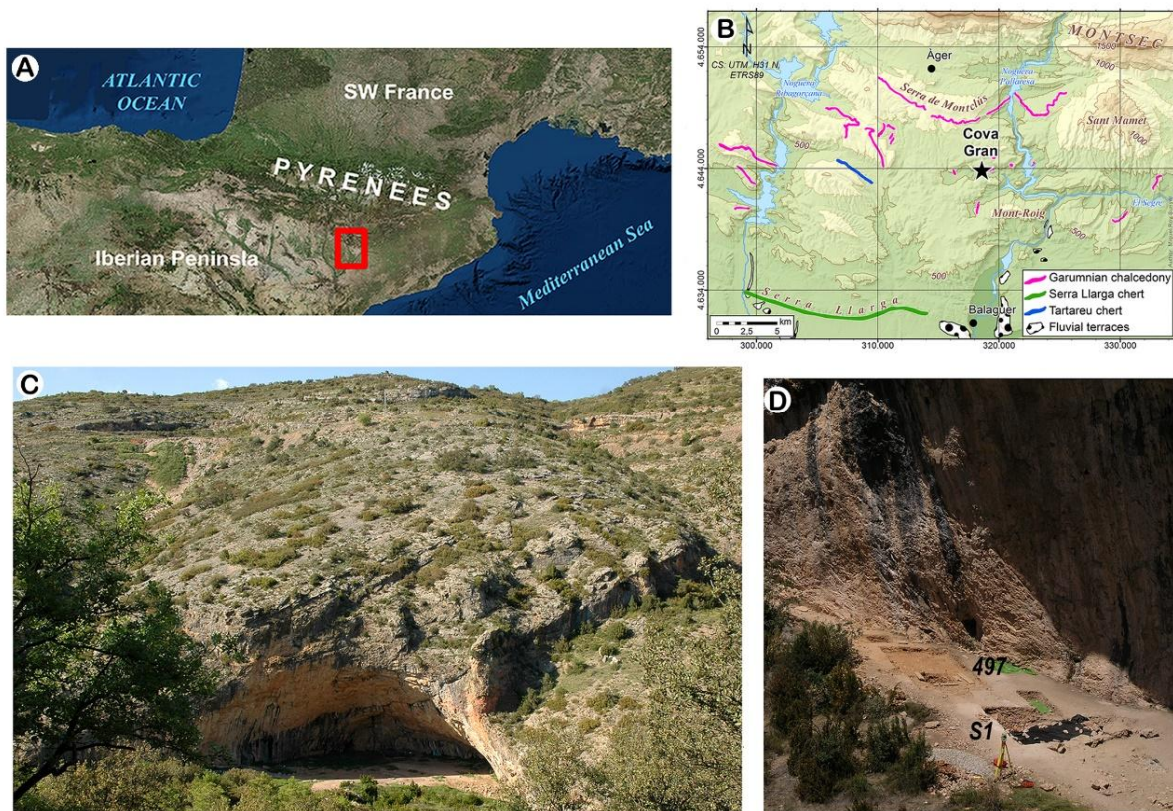 A
ATLANTIC
OCEAN
SW France
PYRENEES
Iberian Peninsla
Mediterranean Sea
B
N
CS: UTM. H31 N.
ETRS89
4.654.000
4.644.000
4.634.000
Àger
MONTSEC
1500
1000
Noguera
Ribagorçana
Noguera
Pallaresa
Serra de Montclús
Sant Mamet
1000
500
Cova
Gran
El Segre
Mont-Roig
500
500
Serra Llarga
Balaguer
0 2,5 5
km
Garumnian chalcedony
Serra Llarga chert
Tartareu chert
Fluvial terraces
300.000
310.000
320.000
330.000
C
D
497
S1